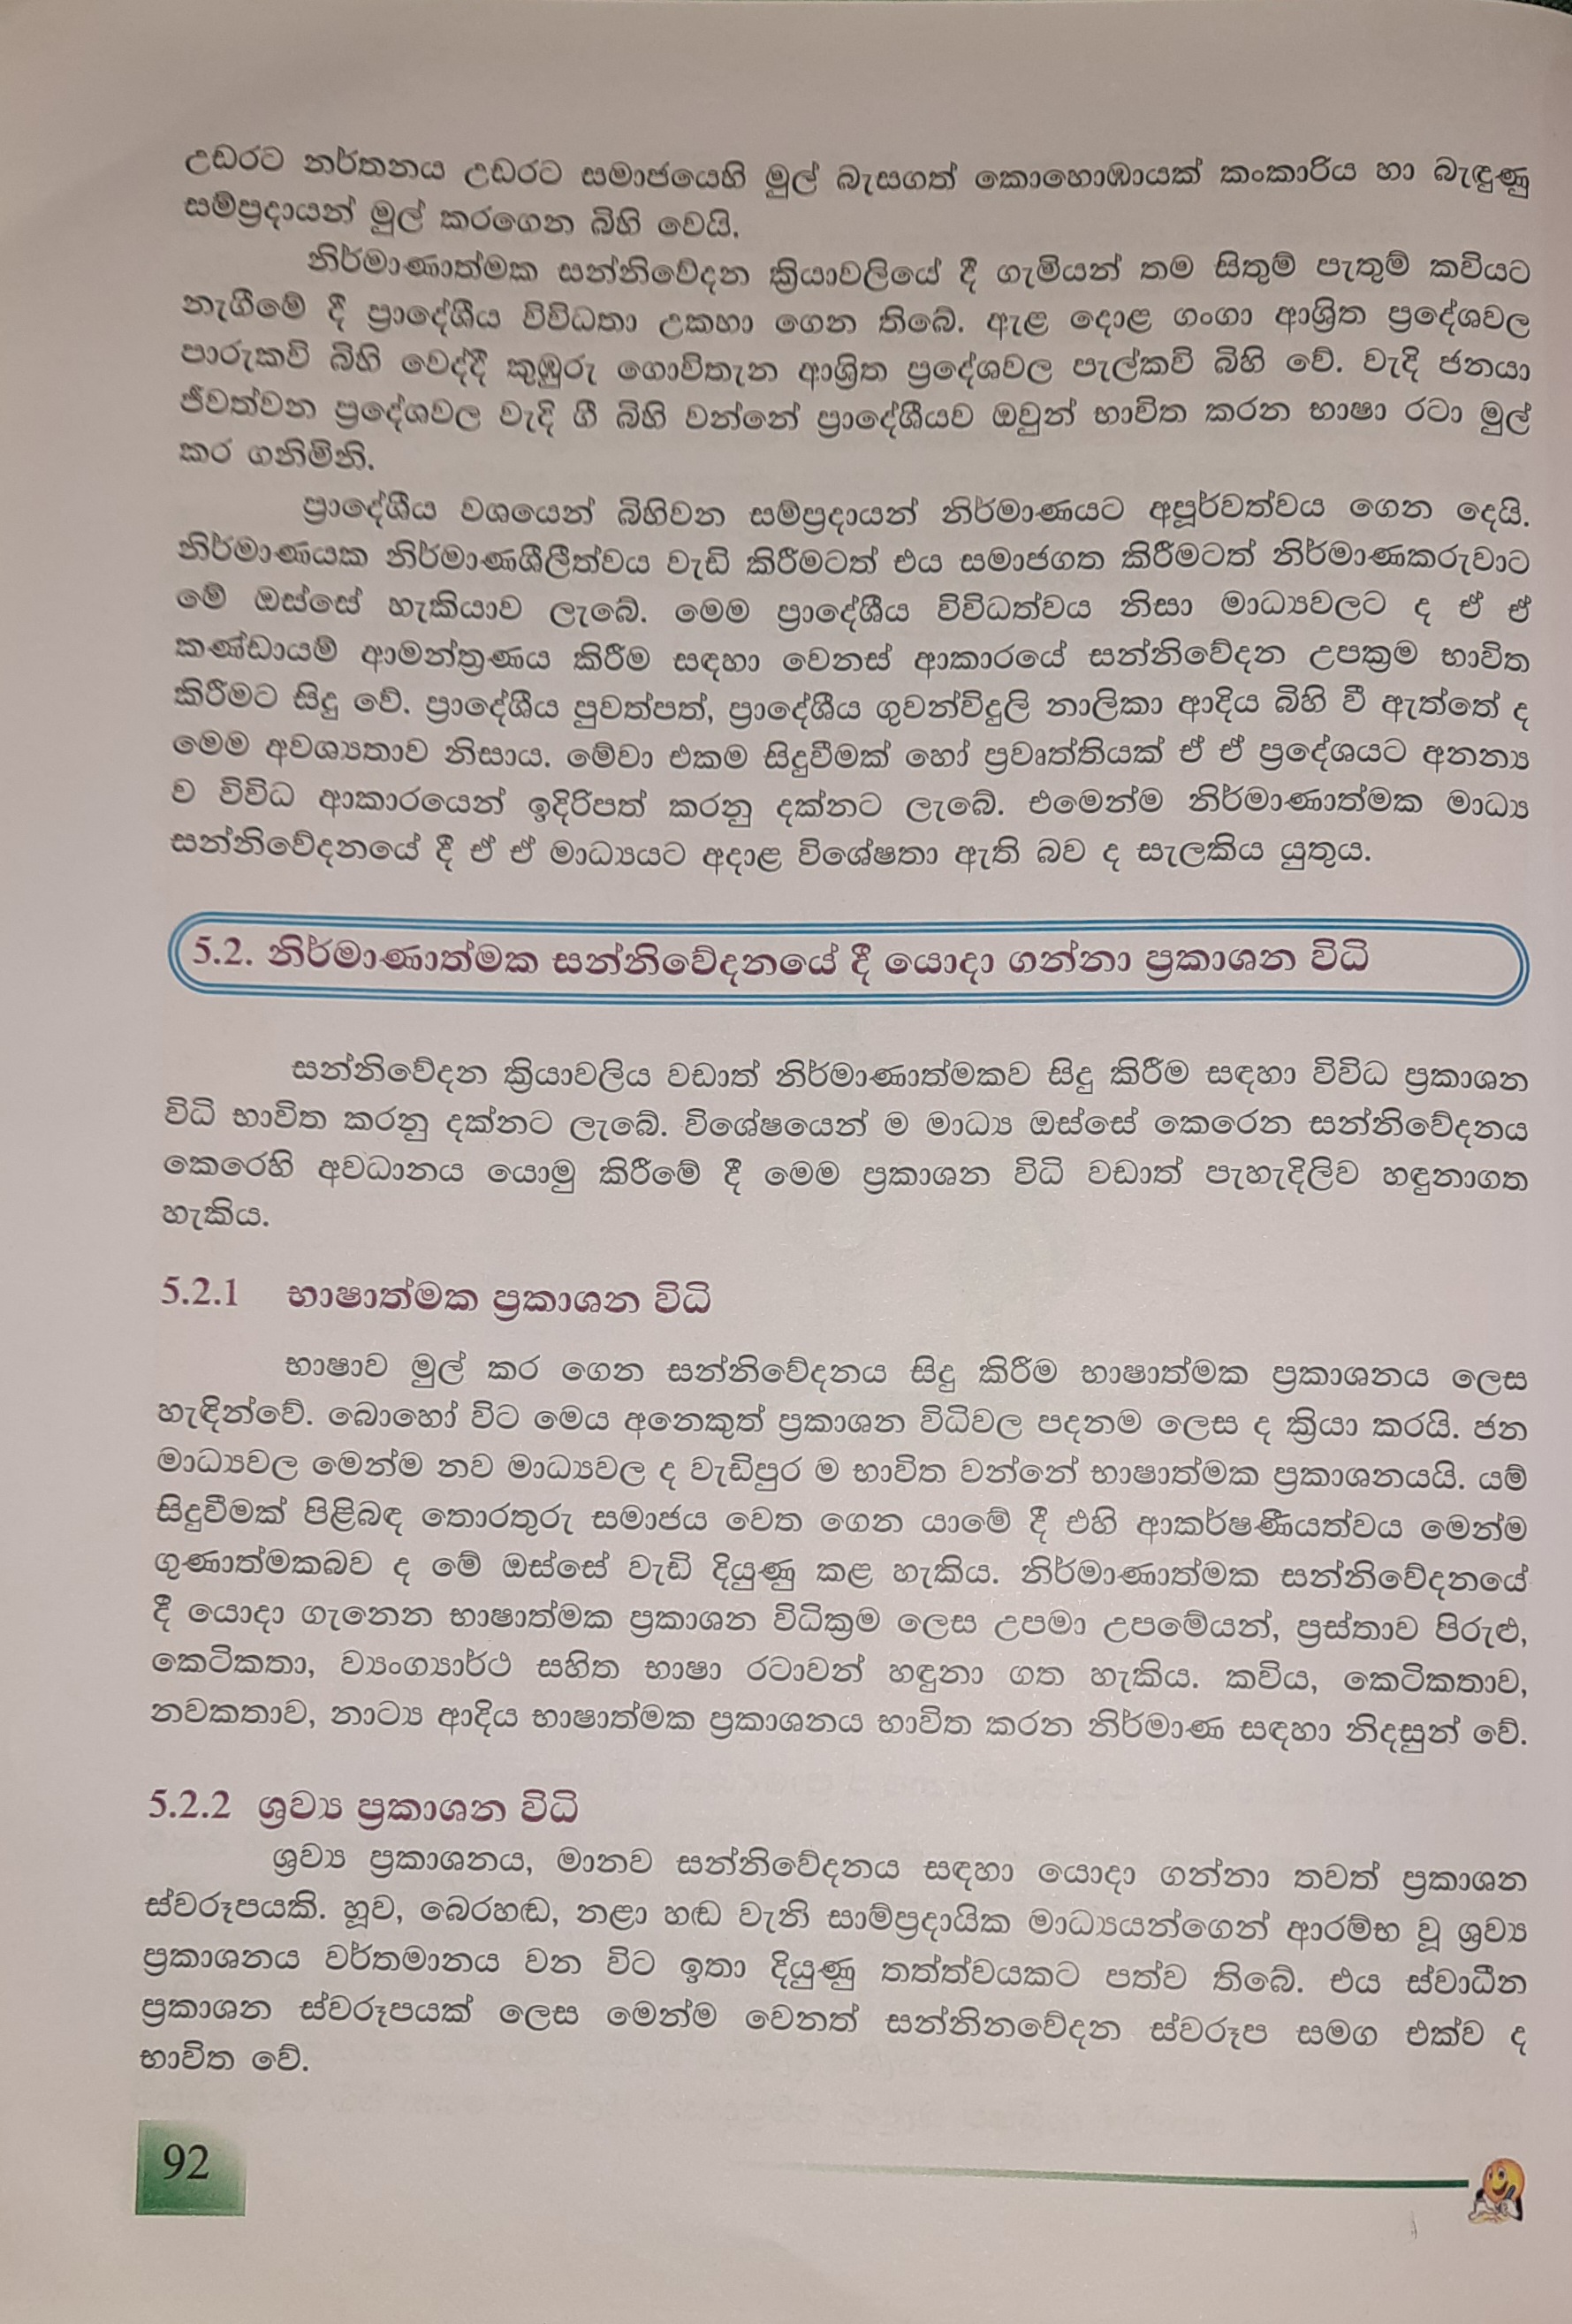 උඩරට නර්තනය උඩරට සමාජයෙහි මුල් බැසගත් කොහොඹායක් කංකාරිය හා බැඳුණු
සම්ප්‍රදායන් මුල් කරගෙන බිහි වෙයි.
නිර්මාණාත්මක සන්නිවේදන ක්‍රියාවලියේ දී ගැමියන් තම සිතුම් පැතුම් කවියට
නැගීමේ දී ප්‍රාදේශීය විවිධතා උකහා ගෙන තිබේ. ඇළ දොළ ගංගා ආශ්‍රිත ප්‍රදේශවල
පාරුකවි බිහි වෙද්දී කුඹුරු ගොවිතැන ආශ්‍රිත ප්‍රදේශවල පැල්කවි බිහි වේ. වැදි ජනයා
ජීවත්වන ප්‍රදේශවල වැදි ගී බිහි වන්නේ ප්‍රාදේශීයව ඔවුන් භාවිත කරන භාෂා රටා මුල්
කර ගනිමිනි.
ප්‍රාදේශීය වශයෙන් බිහිවන සම්ප්‍රදායන් නිර්මාණයට අපූර්වත්වය ගෙන දෙයි.
නිර්මාණයක නිර්මාණශීලීත්වය වැඩි කිරීමටත් එය සමාජගත කිරීමටත් නිර්මාණකරුවාට
මේ ඔස්සේ හැකියාව ලැබේ. මෙම ප්‍රාදේශීය විවිධත්වය නිසා මාධ්‍යවලට ද ඒ ඒ
කණ්ඩායම් ආමන්ත්‍රණය කිරීම සඳහා වෙනස් ආකාරයේ සන්නිවේදන උපක්‍රම භාවිත
කිරීමට සිදු වේ. ප්‍රාදේශීය පුවත්පත්, ප්‍රාදේශීය ගුවන්විදුලි නාලිකා ආදිය බිහි වී ඇත්තේ ද
මෙම අවශ්‍යතාව නිසාය. මේවා එකම සිදුවීමක් හෝ ප්‍රවෘත්තියක් ඒ ඒ ප්‍රදේශයට අනන්‍ය
ව විවිධ ආකාරයෙන් ඉදිරිපත් කරනු දක්නට ලැබේ. එමෙන්ම නිර්මාණාත්මක මාධ්‍ය
සන්නිවේදනයේ දී ඒ ඒ මාධ්‍යයට අදාළ විශේෂතා ඇති බව ද සැලකිය යුතුය.
5.2. නිර්මාණාත්මක සන්නිවේදනයේ දී යොදා ගන්නා ප්‍රකාශන විධි
සන්නිවේදන ක්‍රියාවලිය වඩාත් නිර්මාණාත්මකව සිදු කිරීම සඳහා විවිධ ප්‍රකාශන
විධි භාවිත කරනු දක්නට ලැබේ. විශේෂයෙන් ම මාධ්‍ය ඔස්සේ කෙරෙන සන්නිවේදනය
කෙරෙහි අවධානය යොමු කිරීමේ දී මෙම ප්‍රකාශන විධි වඩාත් පැහැදිලිව හඳුනාගත
හැකිය.
5.2.1 භාෂාත්මක ප්‍රකාශන විධි
භාෂාව මුල් කර ගෙන සන්නිවේදනය සිදු කිරීම භාෂාත්මක ප්‍රකාශනය ලෙස
හැඳින්වේ. බොහෝ විට මෙය අනෙකුත් ප්‍රකාශන විධිවල පදනම ලෙස ද ක්‍රියා කරයි. ජන
මාධ්‍යවල මෙන්ම නව මාධ්‍යවල ද වැඩිපුර ම භාවිත වන්නේ භාෂාත්මක ප්‍රකාශනයයි. යම්
සිදුවීමක් පිළිබඳ තොරතුරු සමාජය වෙත ගෙන යාමේ දී එහි ආකර්ෂණීයත්වය මෙන්ම
ගුණාත්මකබව ද මේ ඔස්සේ වැඩි දියුණු කළ හැකිය. නිර්මාණාත්මක සන්නිවේදනයේ
දී යොදා ගැනෙන භාෂාත්මක ප්‍රකාශන විධික්‍රම ලෙස උපමා උපමේයන්, ප්‍රස්තාව පිරුළු,
කෙටිකතා, ව්‍යංග්‍යාර්ථ සහිත භාෂා රටාවන් හඳුනා ගත හැකිය. කවිය, කෙටිකතාව,
නවකතාව, නාට්‍ය ආදිය භාෂාත්මක ප්‍රකාශනය භාවිත කරන නිර්මාණ සඳහා නිදසුන් වේ.
5.2.2 ශ්‍රව්‍ය ප්‍රකාශන විධි
ශ්‍රව්‍ය ප්‍රකාශනය, මානව සන්නිවේදනය සඳහා යොදා ගන්නා තවත් ප්‍රකාශන
ස්වරූපයකි. හූව, බෙරහඬ, නළා හඬ වැනි සාම්ප්‍රදායික මාධ්‍යයන්ගෙන් ආරම්භ වූ ශ්‍රව්‍ය
ප්‍රකාශනය වර්තමානය වන විට ඉතා දියුණු තත්ත්වයකට පත්ව තිබේ. එය ස්වාධීන
ප්‍රකාශන ස්වරූපයක් ලෙස මෙන්ම වෙනත් සන්නිනවේදන ස්වරූප සමග එක්ව ද
භාවිත වේ.
92